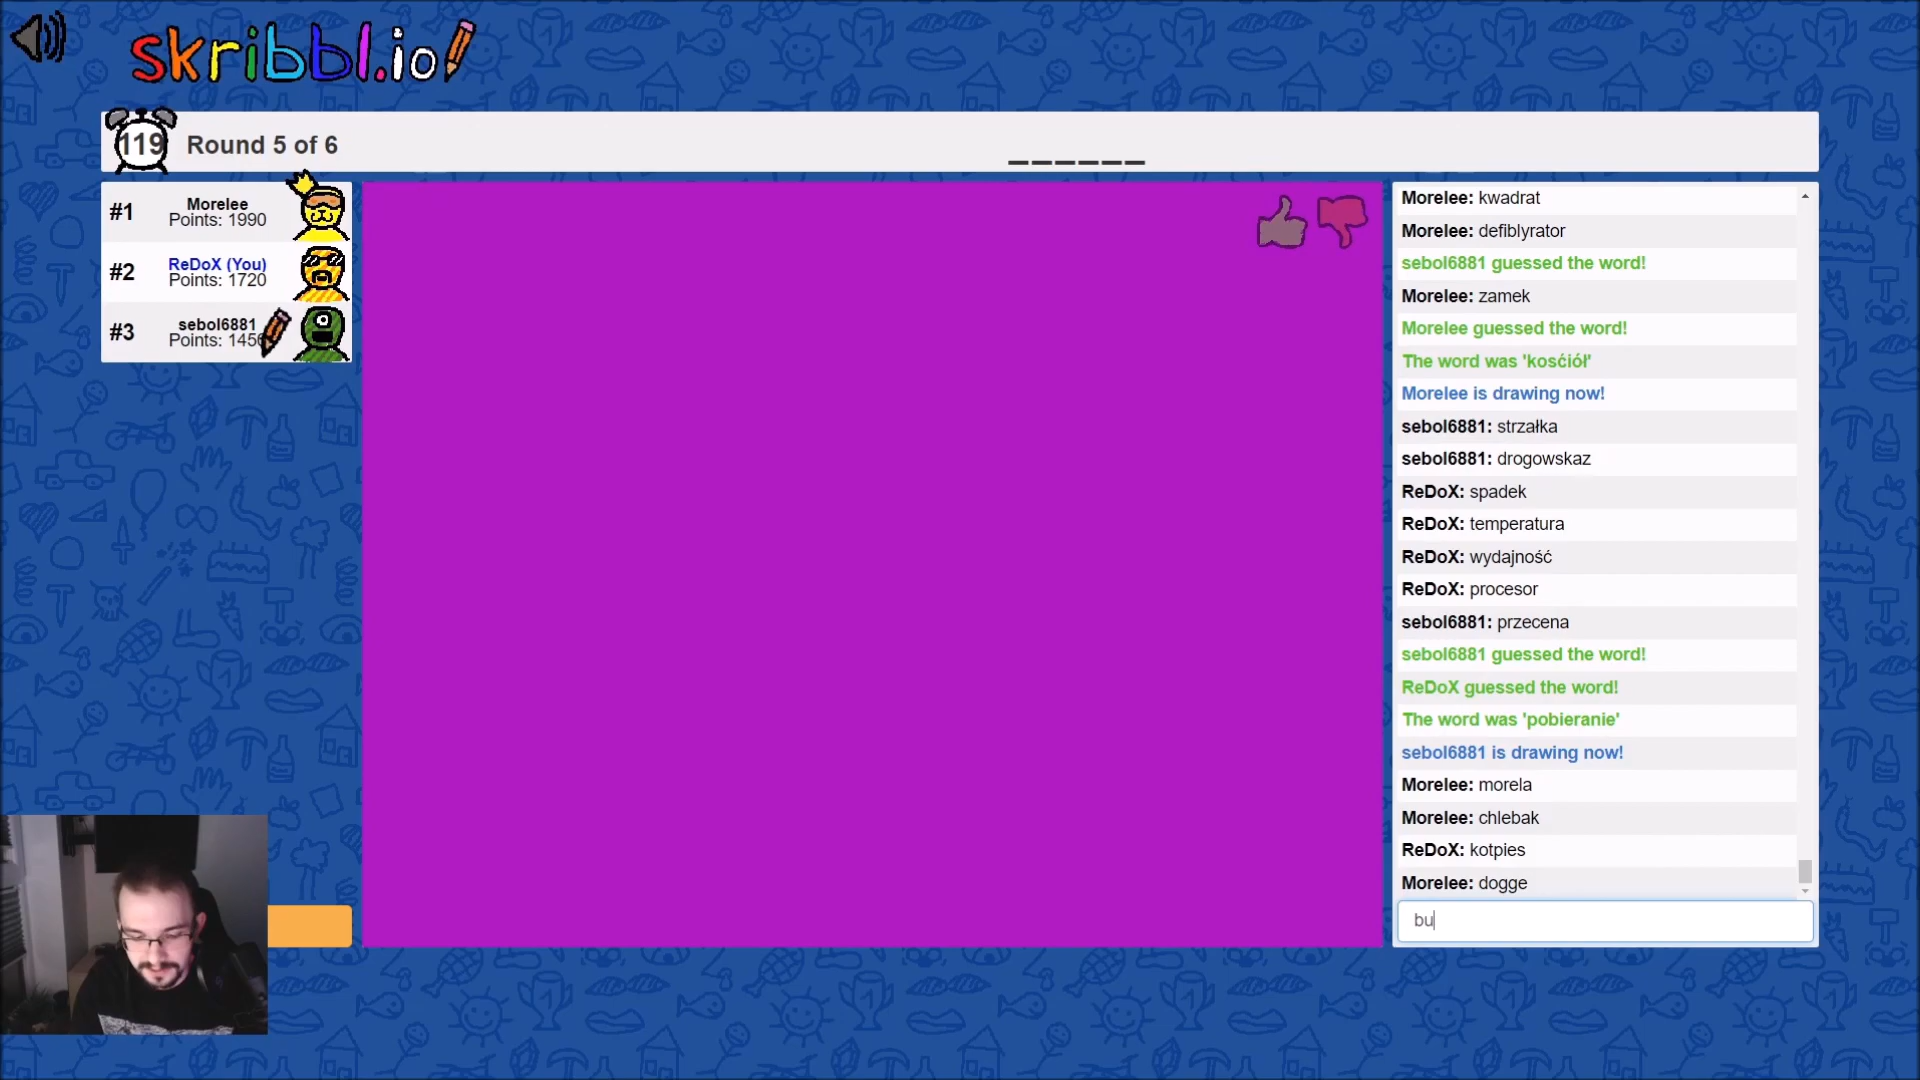 skribbl.io
119
Round 5 of 6
______
#1
Morelee
Points: 1990
#2
ReDoX (You)
Points: 1720
#3
sebol6881
Points: 145
Morelee: kwadrat
Morelee: defiblyrator
sebol6881 guessed the word!
Morelee: zamek
Morelee guessed the word!
The word was 'kosćiół'
Morelee is drawing now!
sebol6881: strzałka
sebol6881: drogowskaz
ReDoX: spadek
ReDoX: temperatura
ReDoX: wydajność
ReDoX: procesor
sebol6881: przecena
sebol6881 guessed the word!
ReDoX guessed the word!
The word was 'pobieranie'
sebol6881 is drawing now!
Morelee: morela
Morelee: chlebak
ReDoX: kotpies
Morelee: dogge
bu